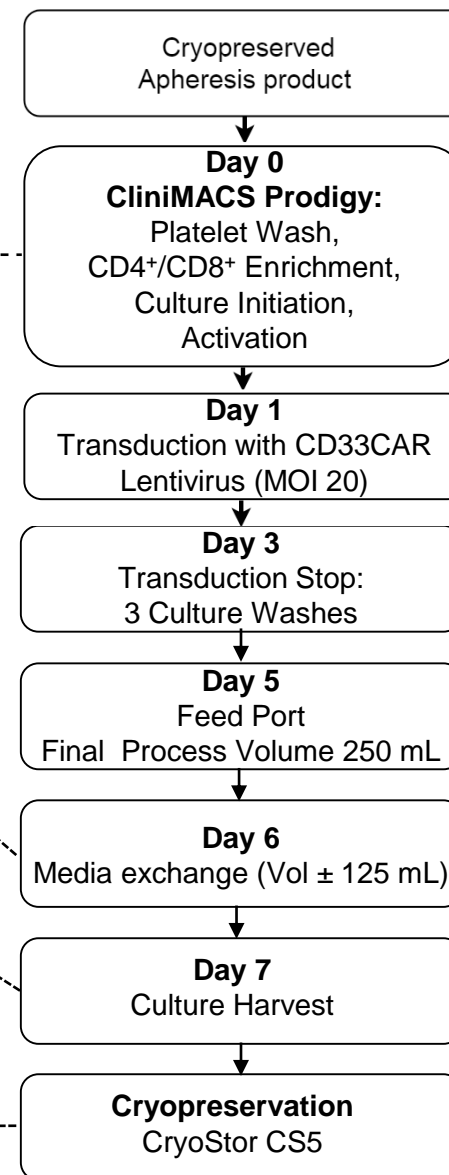 Cryopreserved
Apheresis product
Day 0
CliniMACS Prodigy:
Platelet Wash,
CD4⁺/CD8⁺ Enrichment,
Culture Initiation,
Activation
Day 1
Transduction with CD33CAR
Lentivirus (MOI 20)
Day 3
Transduction Stop:
3 Culture Washes
Day 5
Feed Port
Final Process Volume 250 mL
Day 6
Media exchange (Vol ± 125 mL)
Day 7
Culture Harvest
Cryopreservation
CryoStor CS5